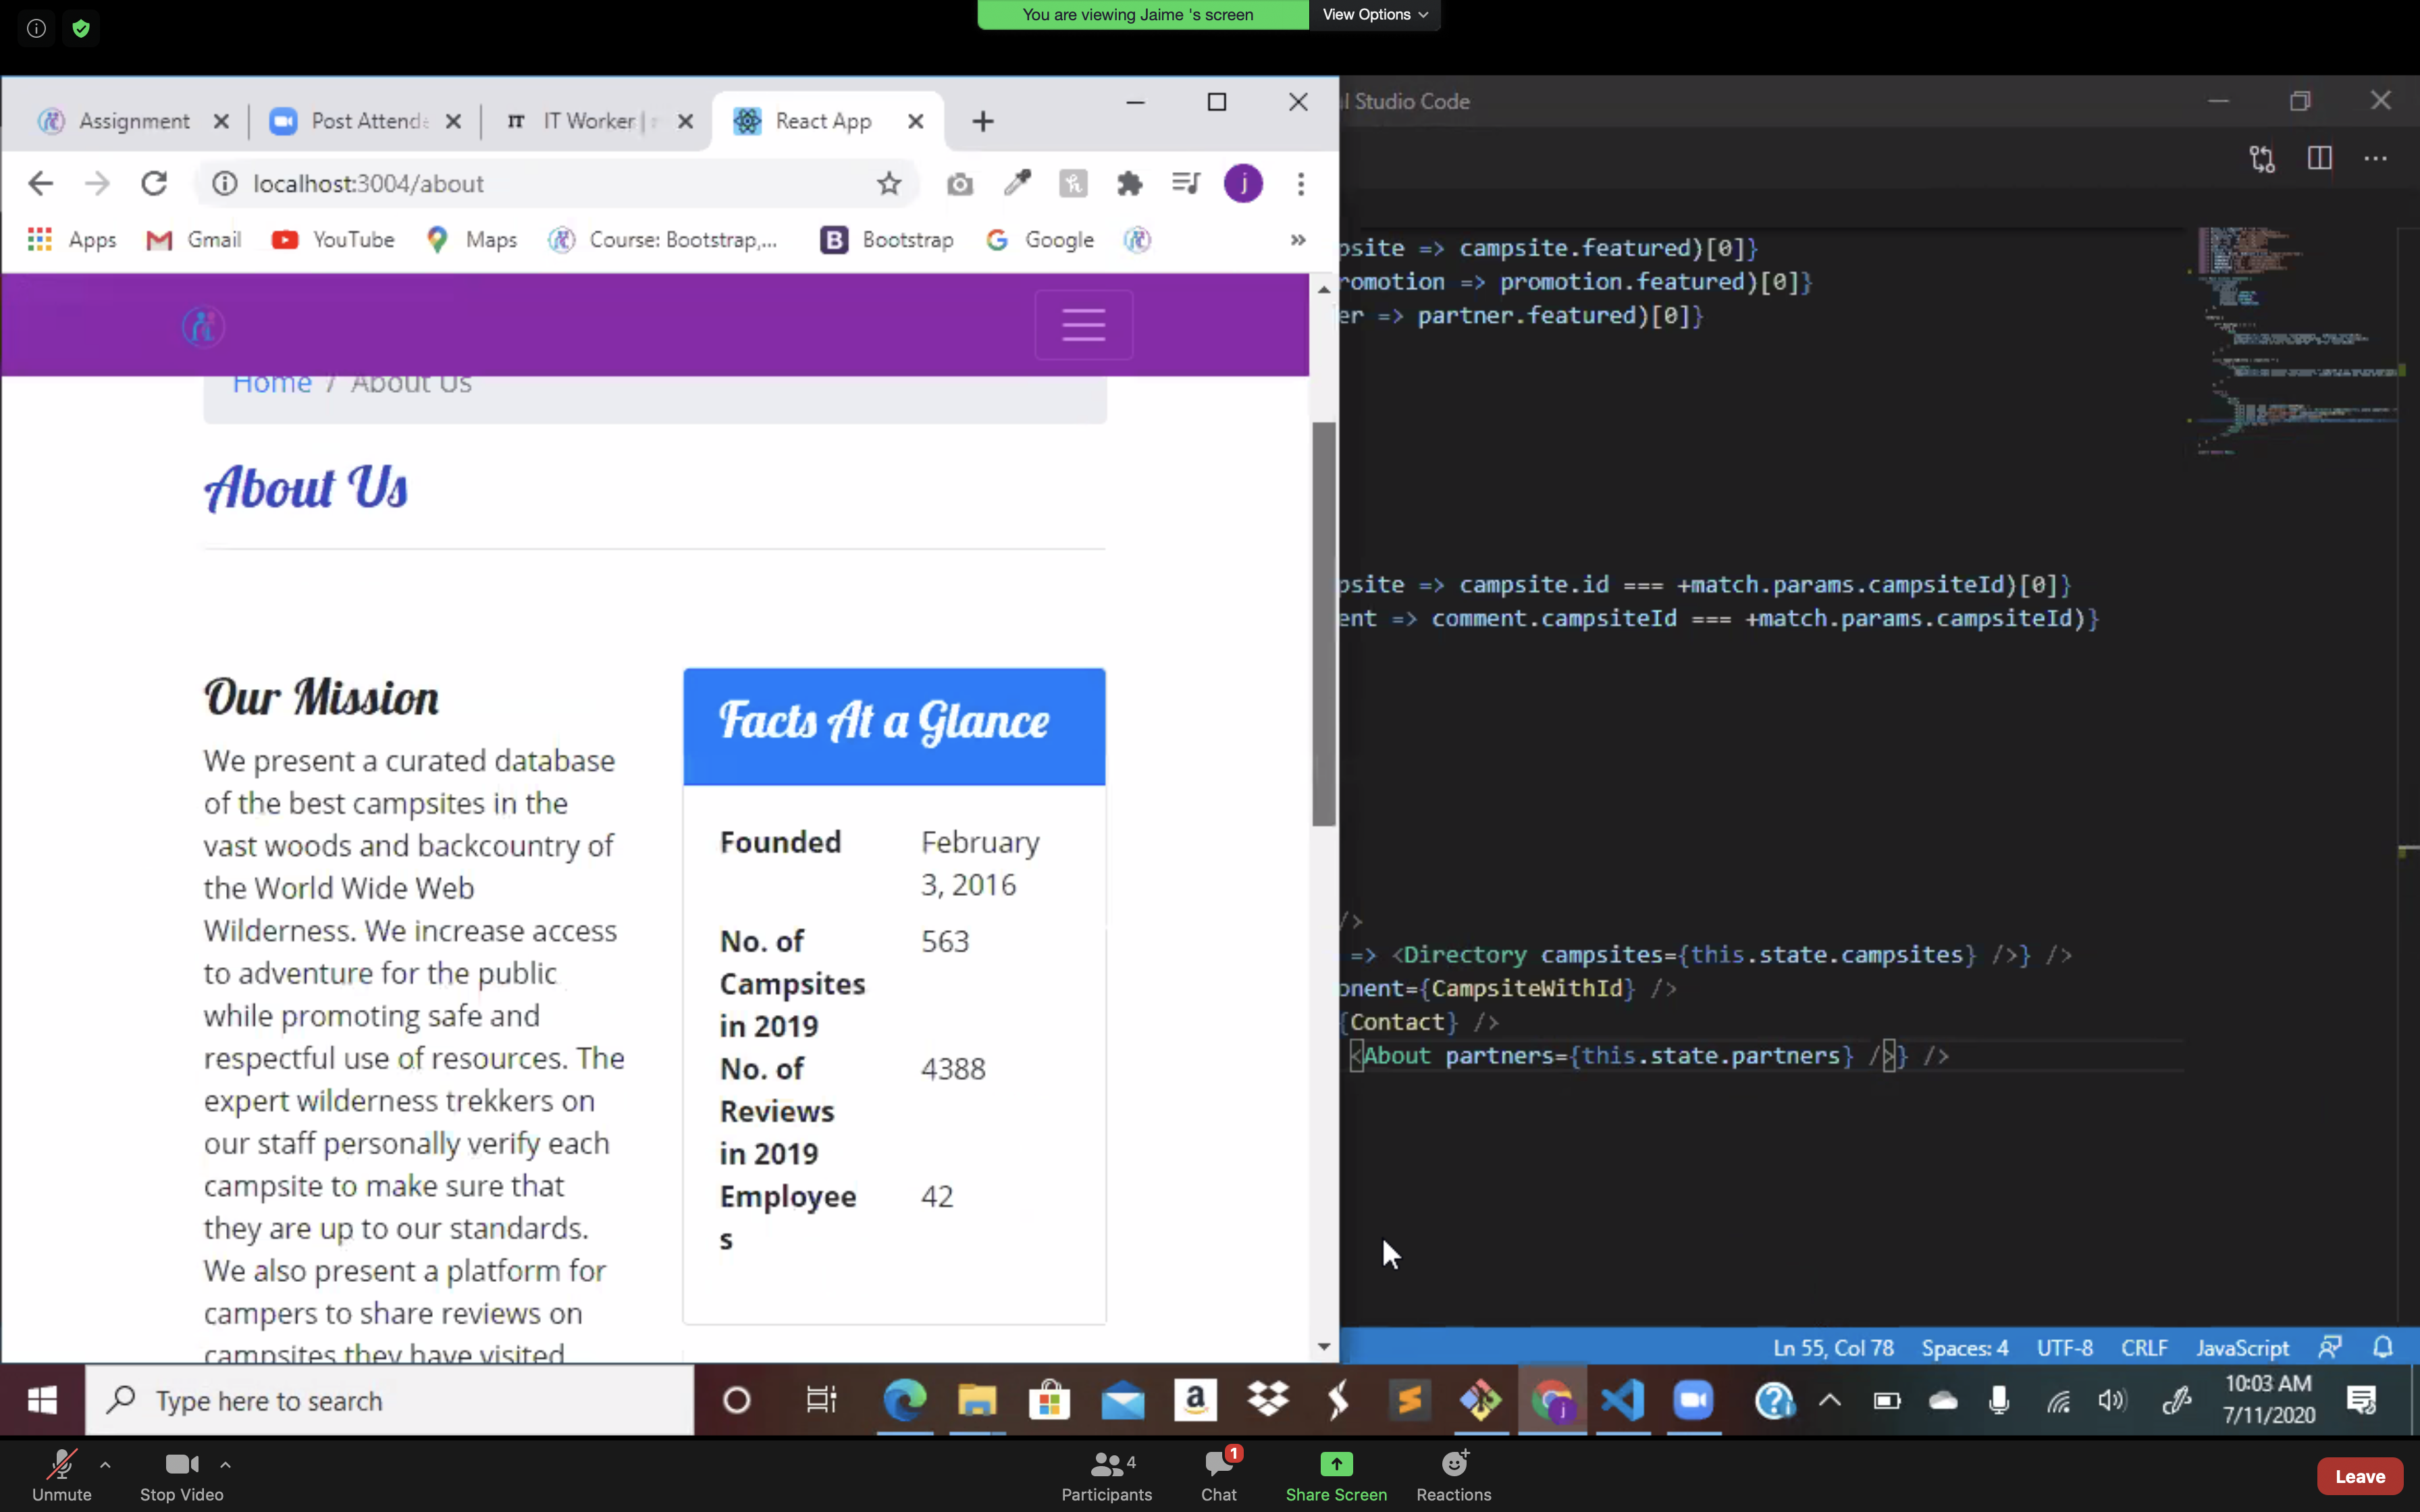 You are viewing Jaime 's screen
View Options
Assignment
Post Attend
IT IT Worker |
React App
l Studio Code
localhost:3004/about
j
Apps
Gmail
YouTube
Maps
Course: Bootstrap,...
B Bootstrap
Google
»
psite => campsite.featured)[0]}
romotion => promotion.featured)[0]}
er => partner.featured)[0]}
Home / About Us
About Us
psite => campsite.id === +match.params.campsiteId)[0]}
ent => comment.campsiteId === +match.params.campsiteId)}
Our Mission
We present a curated database
of the best campsites in the
vast woods and backcountry of
the World Wide Web
Wilderness. We increase access
to adventure for the public
while promoting safe and
respectful use of resources. The
expert wilderness trekkers on
our staff personally verify each
campsite to make sure that
they are up to our standards.
We also present a platform for
campers to share reviews on
campsites they have visited
Facts At a Glance
Founded February
3, 2016
No. of 563
Campsites
in 2019
No. of 4388
Reviews
in 2019
Employee 42
s
/>
=> <Directory campsites={this.state.campsites} />} />
onent={CampsiteWithId} />
{Contact} />
<About partners={this.state.partners} />} />
Ln 55, Col 78
Spaces: 4
UTF-8
CRLF
JavaScript
Type here to search
a
j
10:03 AM
7/11/2020
Unmute
Stop Video
4
Participants
1
Chat
Share Screen
Reactions
Leave